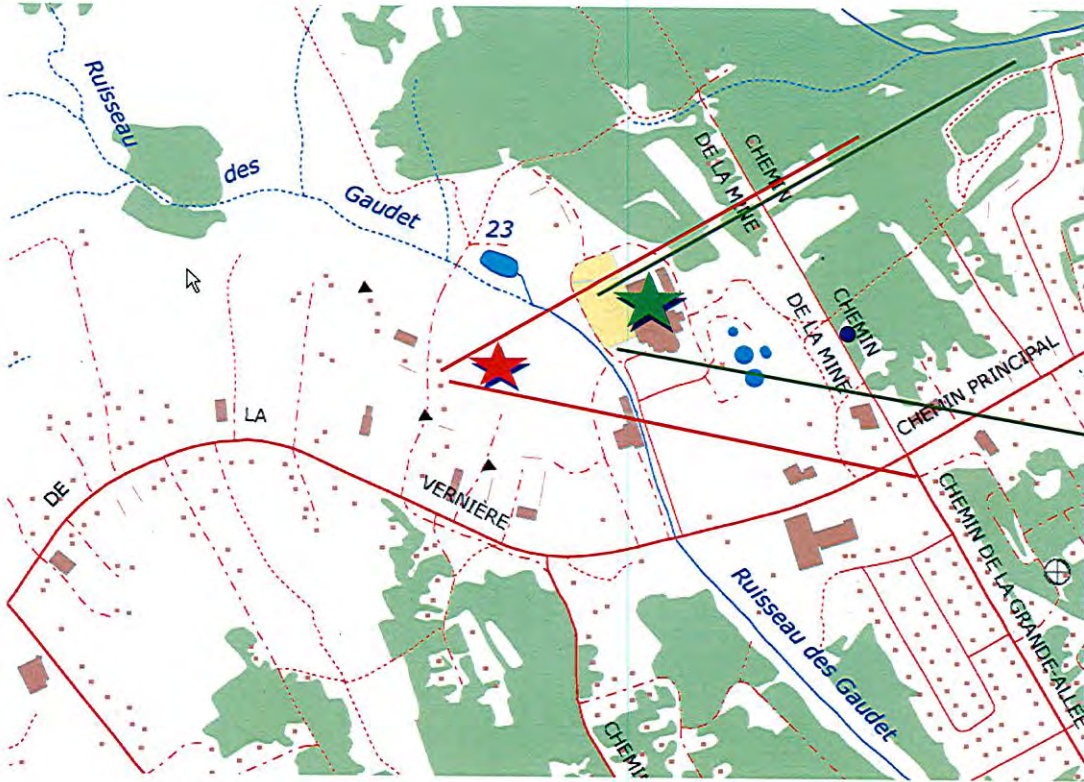 Ruisseau
des
Gaudet
23
CHEMIN
DE LA MINE
CHEMIN
DE LA MINE
CHEMIN PRINCIPAL
DE
LA
VERNIÈRE
CHEMIN DE LA GRANDE-ALLÉE
Ruisseau des Gaudet
CHEMIN